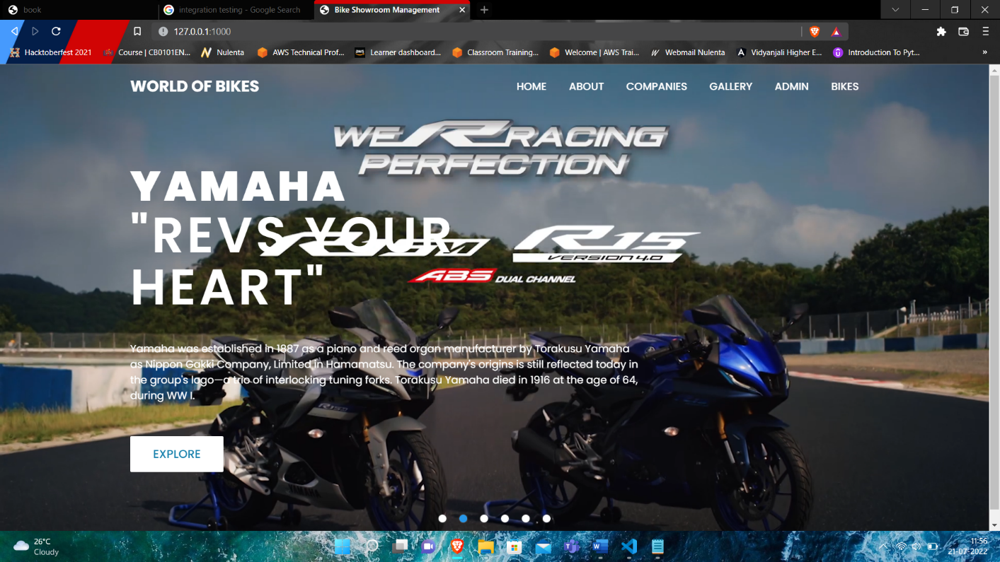 book
integration testing - Google Search
Bike Showroom Management
127.0.0.1:1000
Hacktoberfest 2021
Course | CB0101EN...
Nulenta
AWS Technical Prof...
aws
Learner dashboard...
Classroom Training...
Welcome | AWS Trai...
Webmail Nulenta
Vidyanjali Higher E...
Introduction To Pyt...
»
WORLD OF BIKES
HOME
ABOUT
COMPANIES
GALLERY
ADMIN
BIKES
WE R RACING
PERFECTION
YAMAHA
"REVS YOUR
HEART"
R15M
R15
VERSION 4.0
ABS DUAL CHANNEL
Yamaha was established in 1887 as a piano and reed organ manufacturer by Torakusu Yamaha
as Nippon Gakki Company, Limited in Hamamatsu. The company's origins is still reflected today in
the group's logo—a trio of interlocking tuning forks. Torakusu Yamaha died in 1916 at the age of 64,
during WW I.
R15M
EXPLORE
YAMAHA
26°C
Cloudy
11:56
21-07-2022